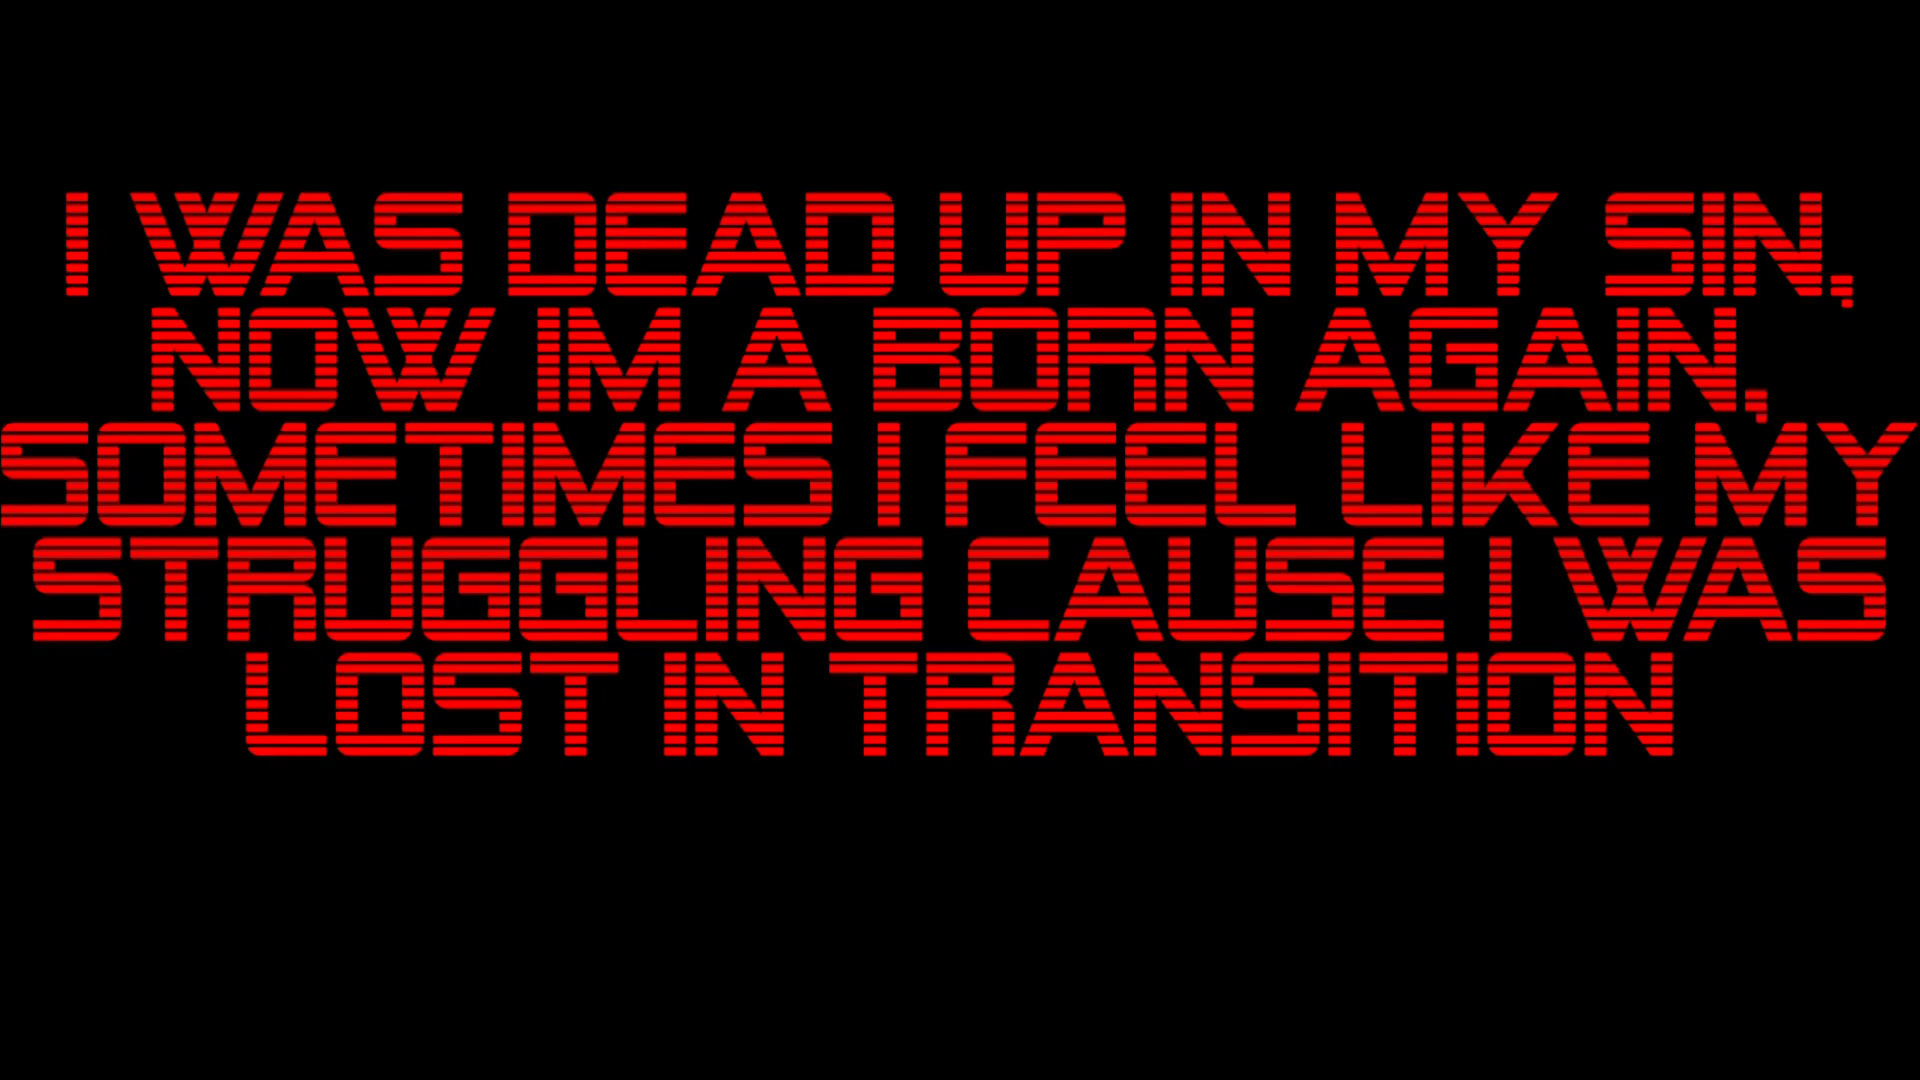 I WAS DEAD UP IN MY SIN,
NOW IM A BORN AGAIN,
SOMETIMES I FEEL LIKE MY
STRUGGLING CAUSE I WAS
LOST IN TRANSITION